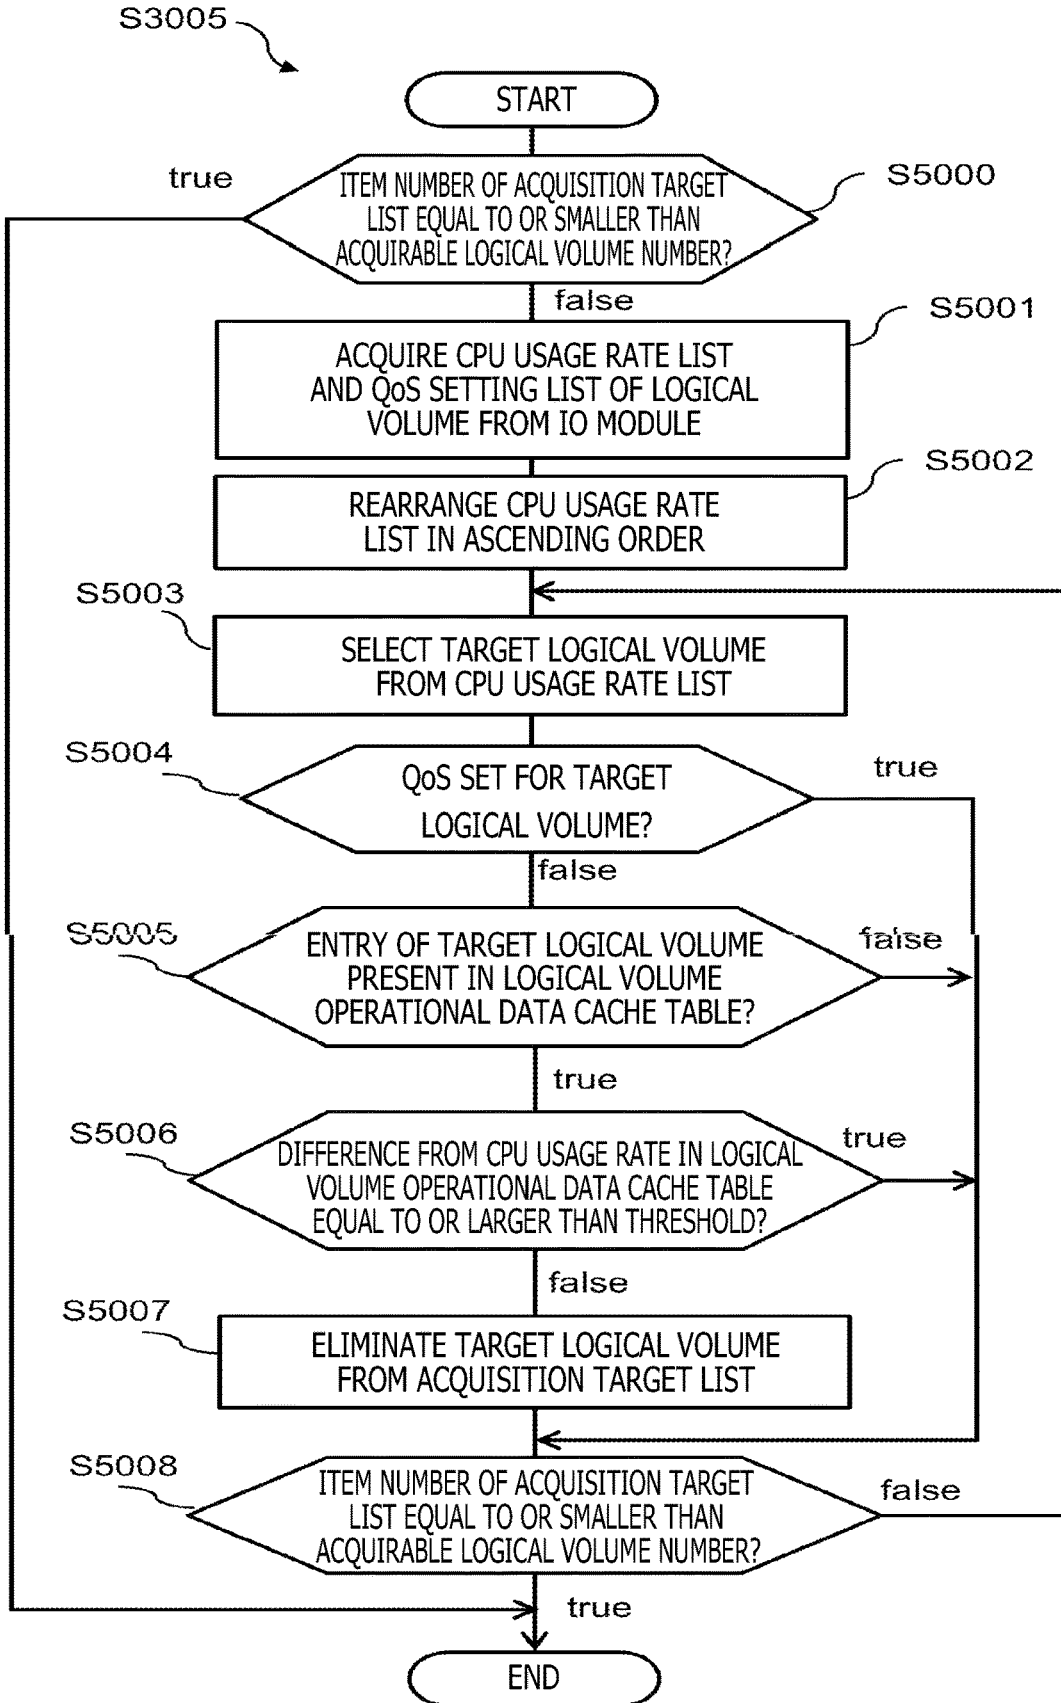 S3005
START
true
ITEM NUMBER OF ACQUISITION TARGET
LIST EQUAL TO OR SMALLER THAN
ACQUIRABLE LOGICAL VOLUME NUMBER?
S5000
false
S5001
ACQUIRE CPU USAGE RATE LIST
AND QoS SETTING LIST OF LOGICAL
VOLUME FROM IO MODULE
S5002
REARRANGE CPU USAGE RATE
LIST IN ASCENDING ORDER
S5003
SELECT TARGET LOGICAL VOLUME
FROM CPU USAGE RATE LIST
S5004
QoS SET FOR TARGET
LOGICAL VOLUME?
true
false
S5005
ENTRY OF TARGET LOGICAL VOLUME
PRESENT IN LOGICAL VOLUME
OPERATIONAL DATA CACHE TABLE?
false
true
S5006
DIFFERENCE FROM CPU USAGE RATE IN LOGICAL
VOLUME OPERATIONAL DATA CACHE TABLE
EQUAL TO OR LARGER THAN THRESHOLD?
true
false
S5007
ELIMINATE TARGET LOGICAL VOLUME
FROM ACQUISITION TARGET LIST
S5008
ITEM NUMBER OF ACQUISITION TARGET
LIST EQUAL TO OR SMALLER THAN
ACQUIRABLE LOGICAL VOLUME NUMBER?
false
true
END